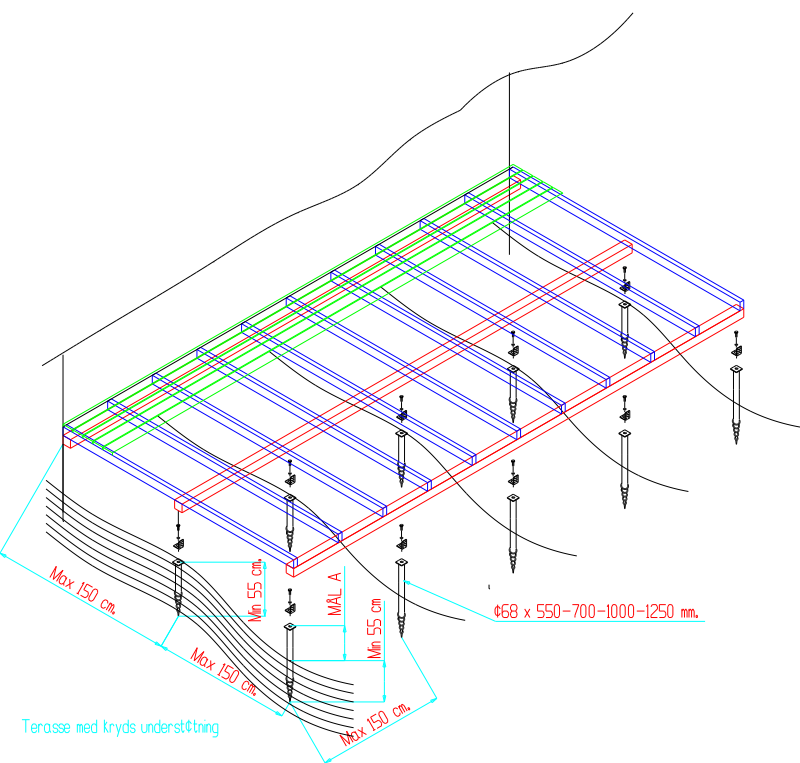 Max 150 cm.
Min 55 cm.
MÅL A
Min 55 cm
¢68 x 550-700-1000-1250 mm.
Max 150 cm.
Max 150 cm.
Terasse med kryds underst¢tning